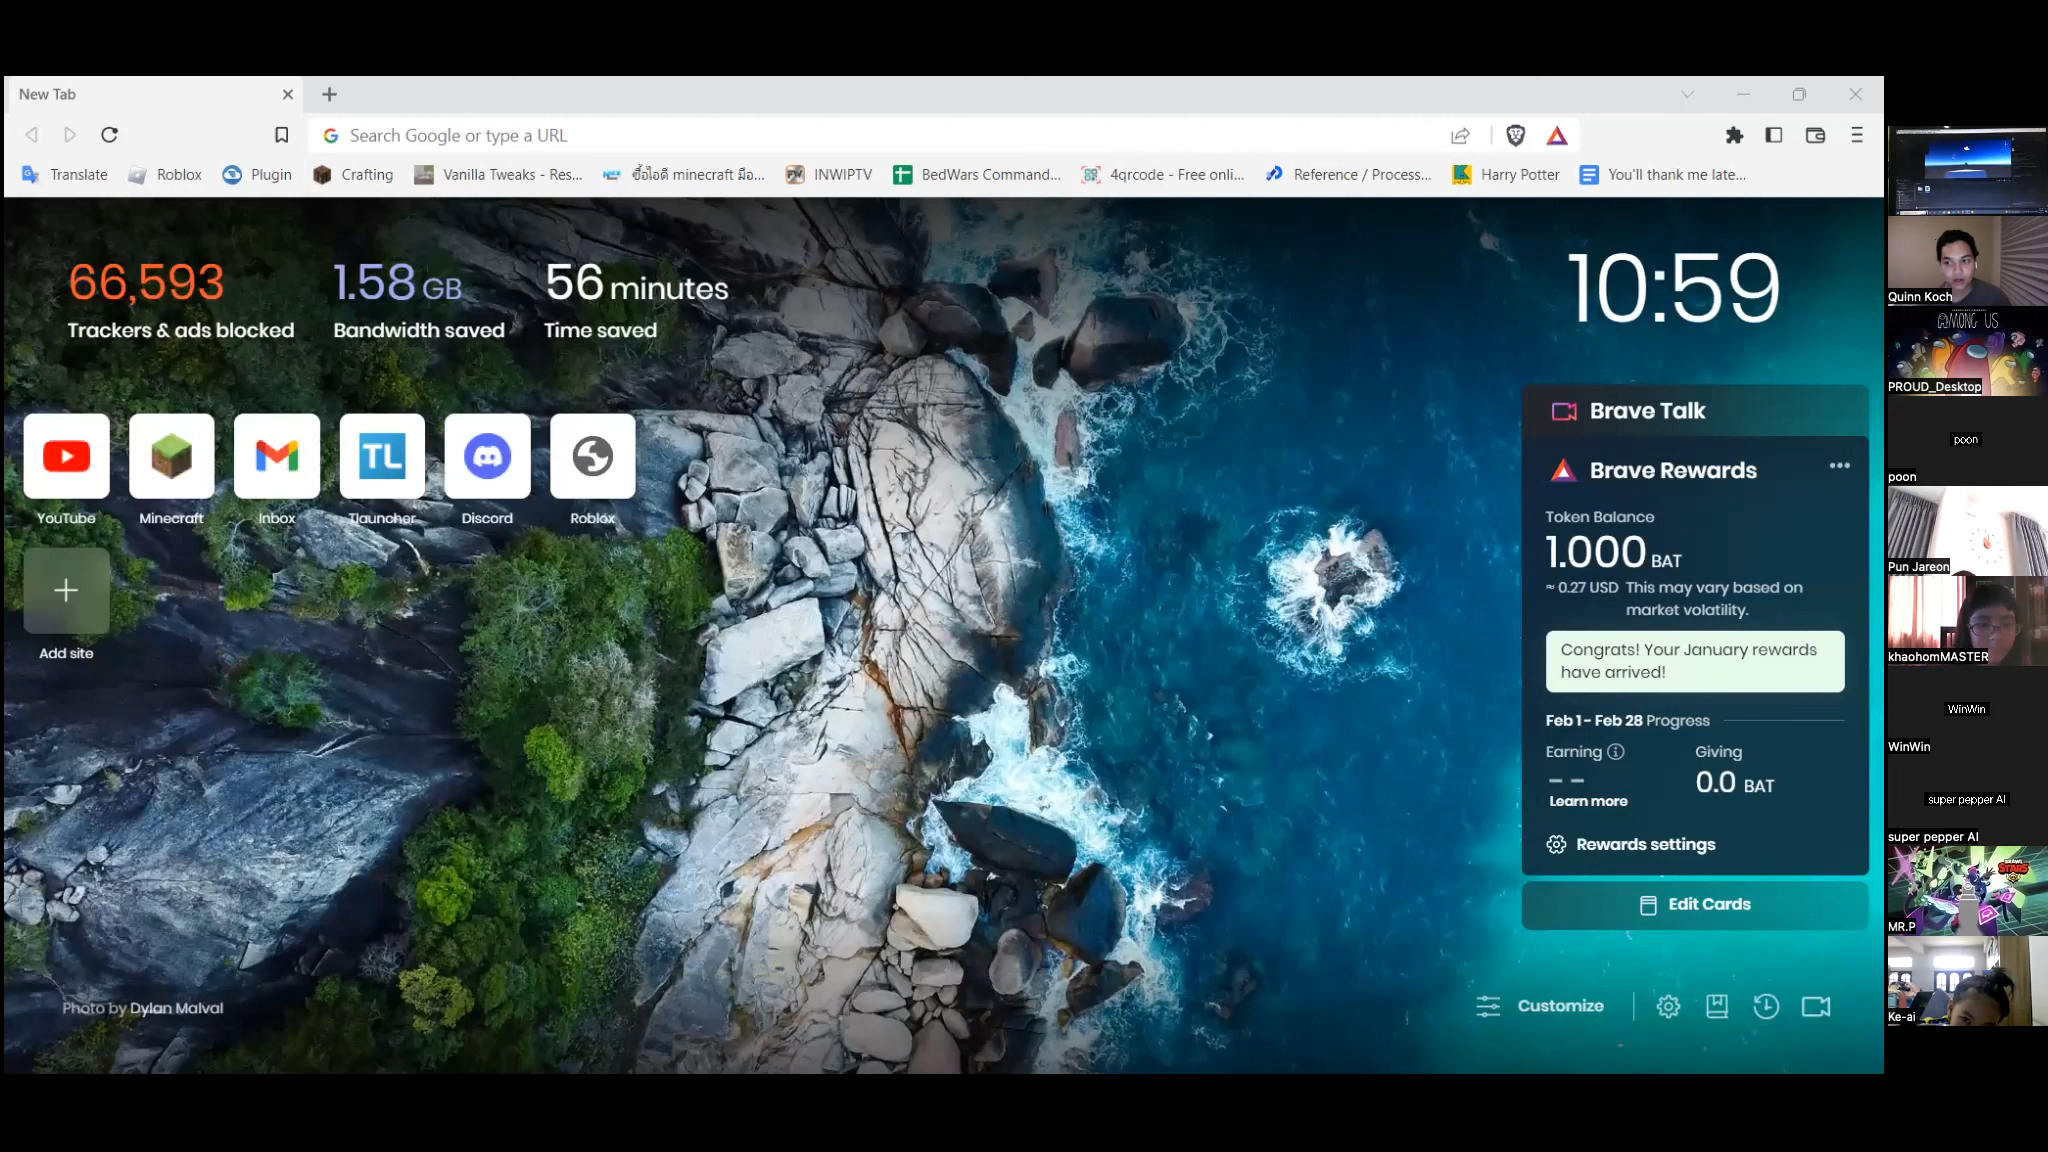 New Tab
Search Google or type a URL
Translate
Roblox
Plugin
Crafting
Vanilla Tweaks - Res...
ซื้อไอดี minecraft มือ...
INWIPTV
BedWars Command...
4qrcode - Free onli...
Reference / Process...
Harry Potter
You'll thank me late...
66,593
Trackers & ads blocked
1.58 GB
Bandwidth saved
56 minutes
Time saved
10:59
YouTube
Minecraft
Inbox
TL
Tlauncher
Discord
Roblox
Add site
Brave Talk
Brave Rewards
Token Balance
1.000 BAT
≈ 0.27 USD This may vary based on
market volatility.
Congrats! Your January rewards
have arrived!
Feb 1 - Feb 28 Progress
Earning
Giving
– –
0.0 BAT
Learn more
Rewards settings
Edit Cards
Customize
Photo by Dylan Malval
Quinn Koch
AMONG US
PROUD_Desktop
poon
poon
Pun Jareon
khaohomMASTER
WinWin
WinWin
super pepper AI
super pepper AI
BRAWL
STARS
MR.P
Ke-ai